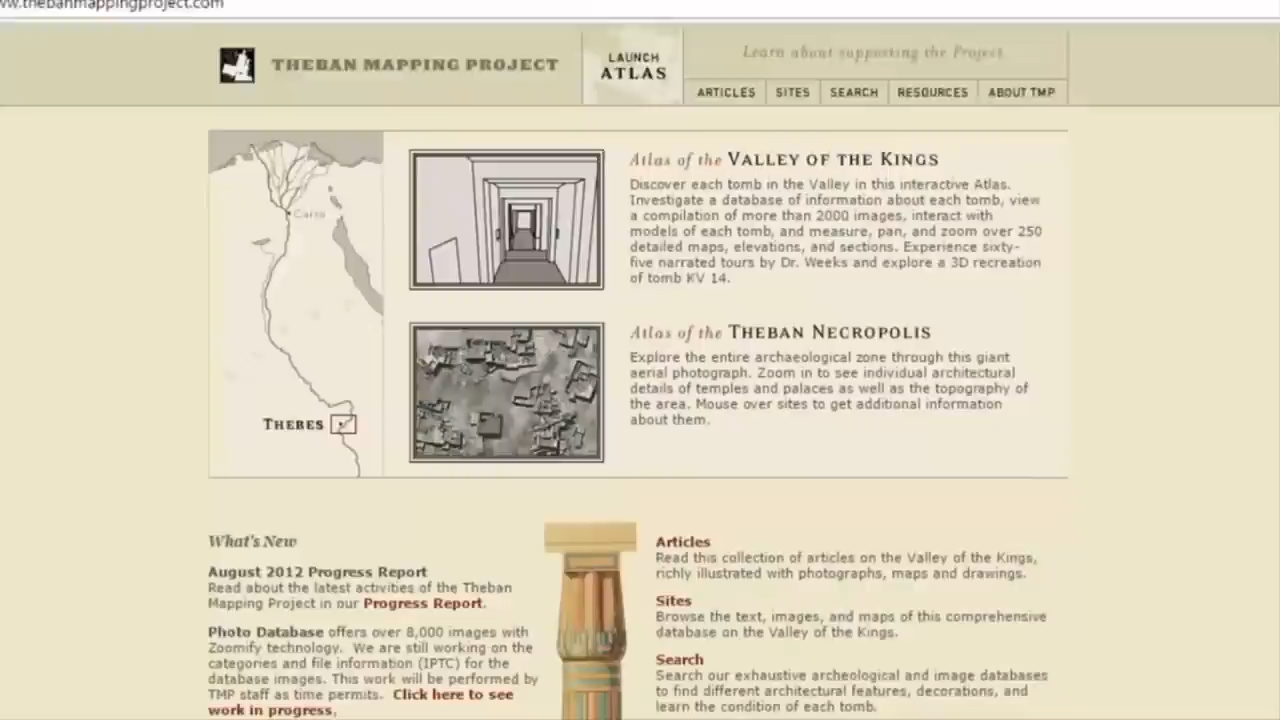 www.thebanmappingproject.com
THEBAN MAPPING PROJECT
LAUNCH
ATLAS
Learn about supporting the Project
ARTICLES SITES SEARCH RESOURCES ABOUT TMP
Cairo
THEBES
Atlas of the VALLEY OF THE KINGS
Discover each tomb in the Valley in this interactive Atlas.
Investigate a database of information about each tomb, view
a compilation of more than 2000 images, interact with
models of each tomb, and measure, pan, and zoom over 250
detailed maps, elevations, and sections. Experience sixty-
five narrated tours by Dr. Weeks and explore a 3D recreation
of tomb KV 14.
Atlas of the THEBAN NECROPOLIS
Explore the entire archaeological zone through this giant
aerial photograph. Zoom in to see individual architectural
details of temples and palaces as well as the topography of
the area. Mouse over sites to get additional information
about them.
What's New
August 2012 Progress Report
Read about the latest activities of the Theban
Mapping Project in our Progress Report.
Photo Database offers over 8,000 images with
Zoomify technology. We are still working on the
categories and file information (IPTC) for the
database images. This work will be performed by
TMP staff as time permits. Click here to see
work in progress.
Articles
Read this collection of articles on the Valley of the Kings,
richly illustrated with photographs, maps and drawings.
Sites
Browse the text, images, and maps of this comprehensive
database on the Valley of the Kings.
Search
Search our exhaustive archeological and image databases
to find different architectural features, decorations, and
learn the condition of each tomb.